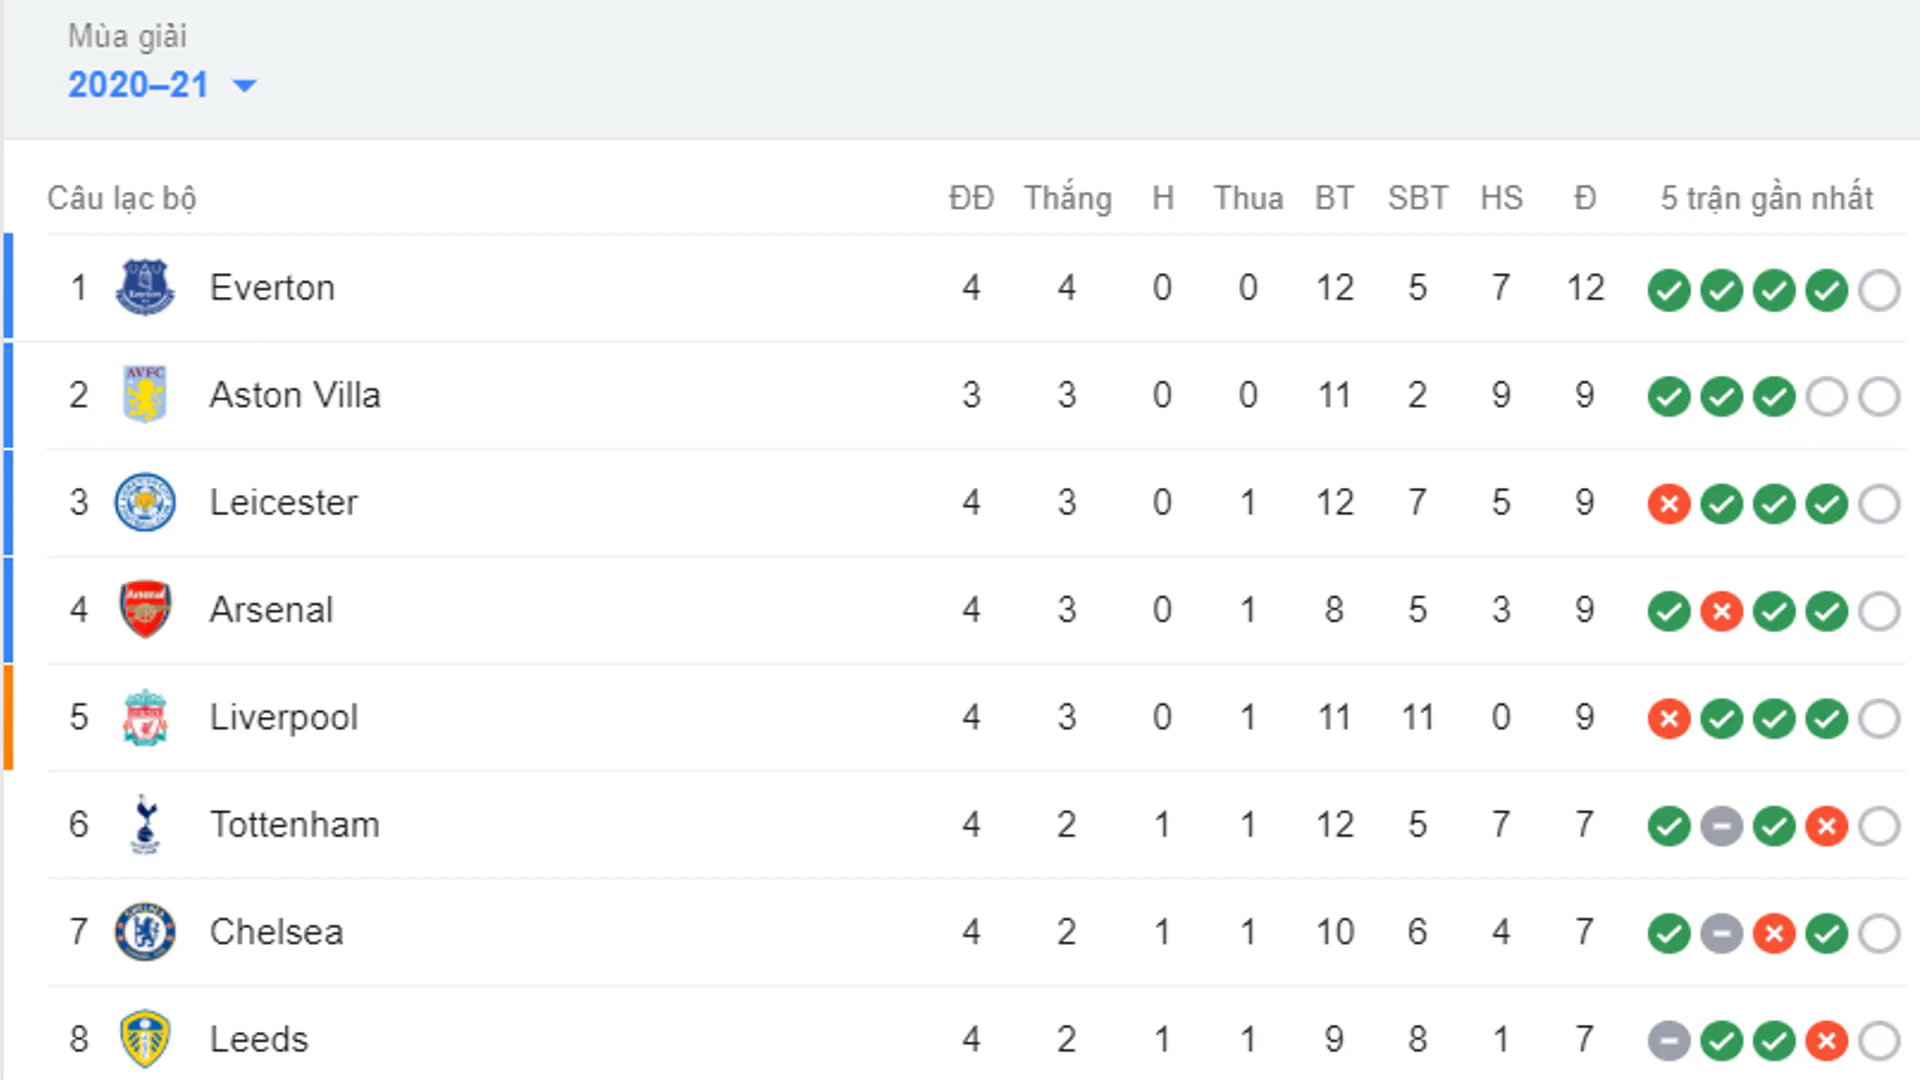 Mùa giải
2020–21
Câu lạc bộ ĐĐ Thắng H Thua BT SBT HS Đ 5 trận gần nhất
1 Everton 4 4 0 0 12 5 7 12
2 AVFC Aston Villa 3 3 0 0 11 2 9 9
3 Leicester 4 3 0 1 12 7 5 9
4 Arsenal Arsenal 4 3 0 1 8 5 3 9
5 Liverpool 4 3 0 1 11 11 0 9
6 Tottenham 4 2 1 1 12 5 7 7
7 Chelsea 4 2 1 1 10 6 4 7
8 Leeds 4 2 1 1 9 8 1 7